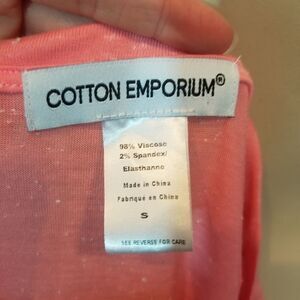 COTTON EMPORIUM®
98% Viscose
2% Spandex/
Elasthanne
Made in China
Fabrique en Chine
S
SEE REVERSE FOR CARE